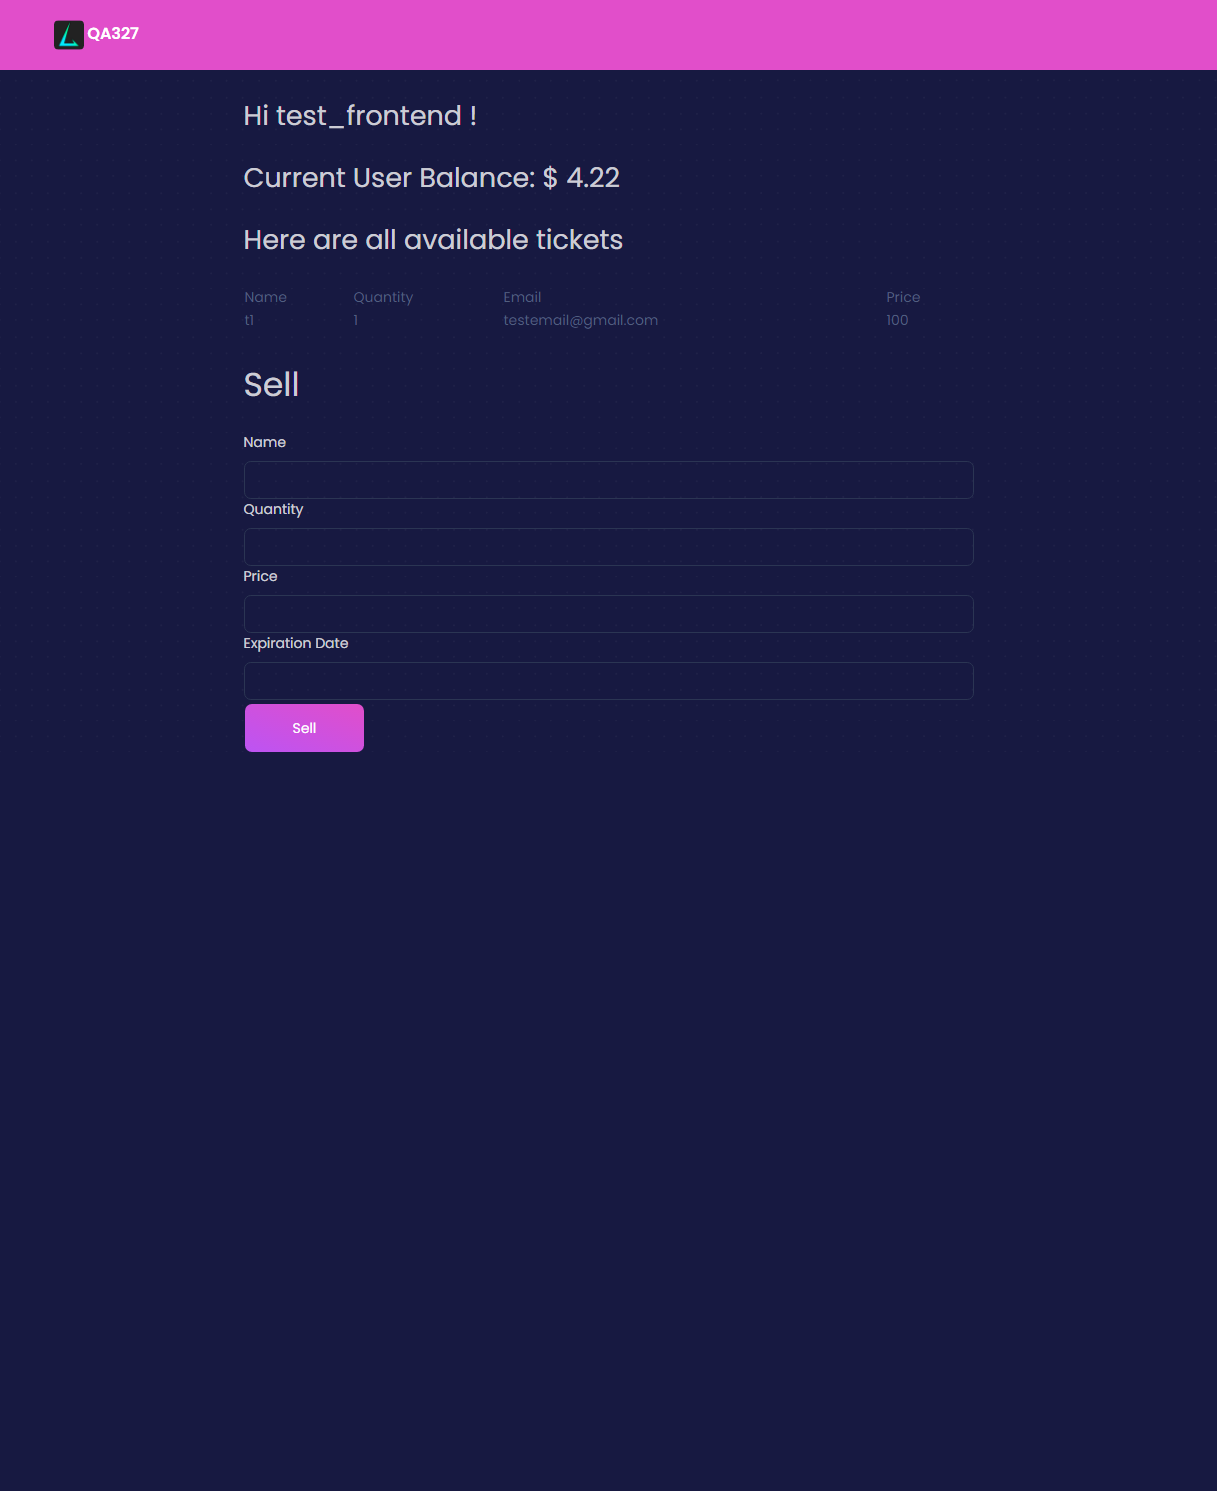 QA327
Hi test_frontend !
Current User Balance: $ 4.22
Here are all available tickets
Name Quantity Email Price
t1 1 testemail@gmail.com 100
Sell
Name
Quantity
Price
Expiration Date
Sell